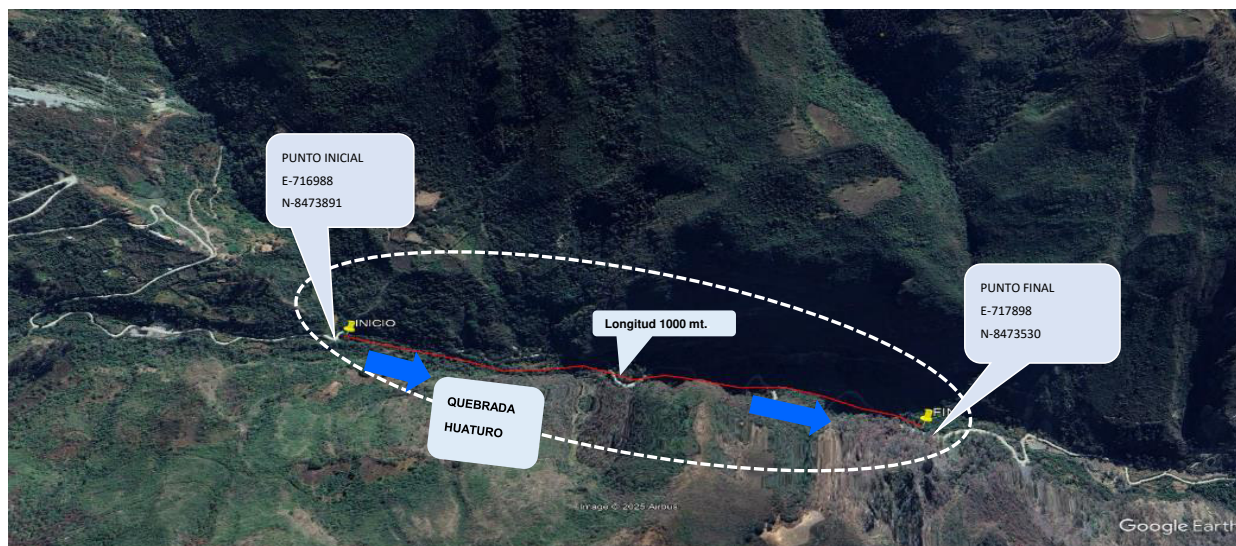 PUNTO INICIAL
E-716988
N-8473891
PUNTO FINAL
E-717898
N-8473530
INICIO
Longitud 1000 mt.
QUEBRADA
HUATURO
FIN
Image © 2025 Airbus
Google Earth